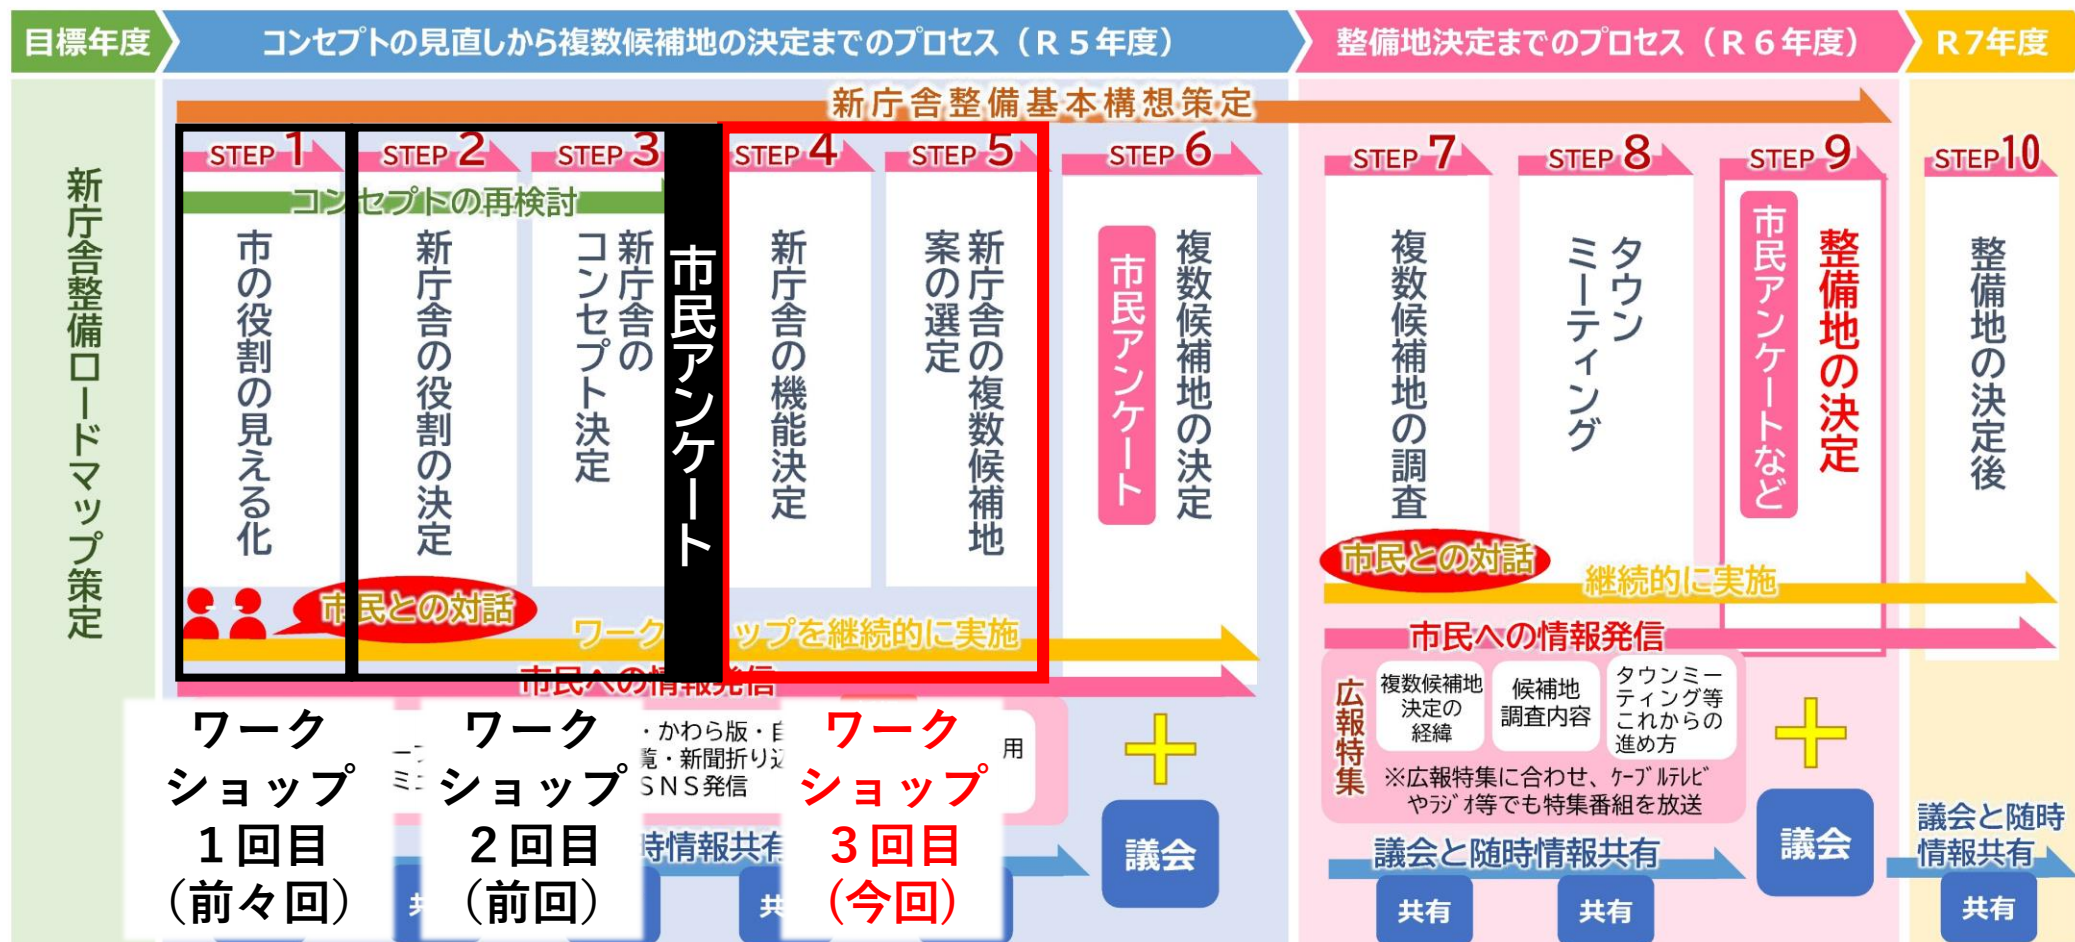 目標年度
コンセプトの見直しから複数候補地の決定までのプロセス（R５年度）
整備地決定までのプロセス（R６年度）
R７年度
新庁舎整備ロードマップ策定
新庁舎整備基本構想策定
STEP 1
STEP 2
STEP 3
STEP 4
STEP 5
STEP 6
STEP 7
STEP 8
STEP 9
STEP10
コンセプトの再検討
市の役割の見える化
新庁舎の役割の決定
新庁舎の
コンセプト決定
市民アンケート
新庁舎の機能決定
新庁舎の複数候補地
案の選定
複数候補地の決定
市民アンケート
複数候補地の調査
タウン
ミーティング
整備地の決定
市民アンケートなど
整備地の決定後
市民との対話
ワーク
ップを継続的に実施
市民への情報発信
市民との対話
継続的に実施
市民への情報発信
ワーク
ショップ
１回目
（前々回）
ワーク
ショップ
２回目
（前回）
・かわら版・
覧・新聞折り込
ＳＮＳ発信
用
ワーク
ショップ
３回目
（今回）
時情報共有
共
議会
広報特集
複数候補地
決定の
経緯
候補地
調査内容
タウンミー
ティング等
これからの
進め方
※広報特集に合わせ、ケーブルテレビ
やラジオ等でも特集番組を放送
議会と随時情報共有
共有
共有
議会
議会と随時
情報共有
共有